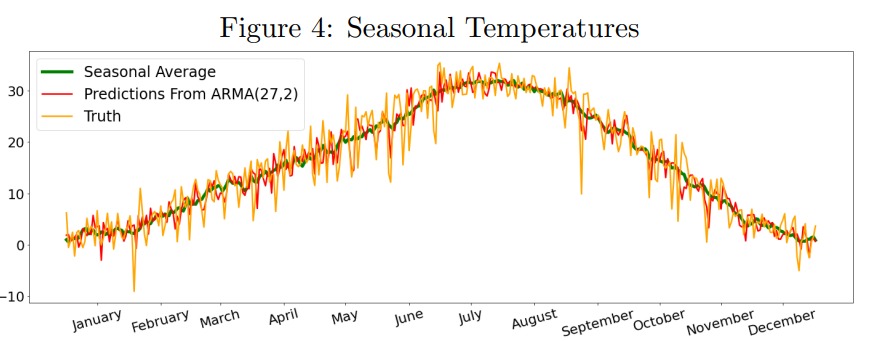 Figure 4: Seasonal Temperatures
Seasonal Average
Predictions From ARMA(27,2)
Truth
30
20
10
0
−10
January February March April May June July August September October November December